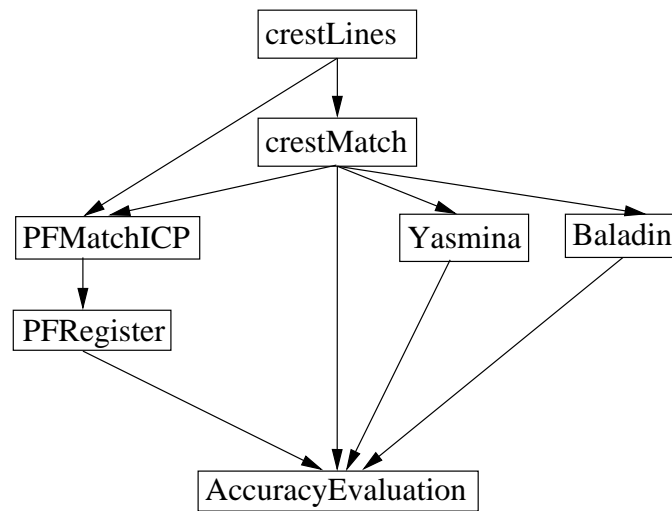 crestLines
crestMatch
PFMatchICP
Yasmina
Baladin
PFRegister
AccuracyEvaluation